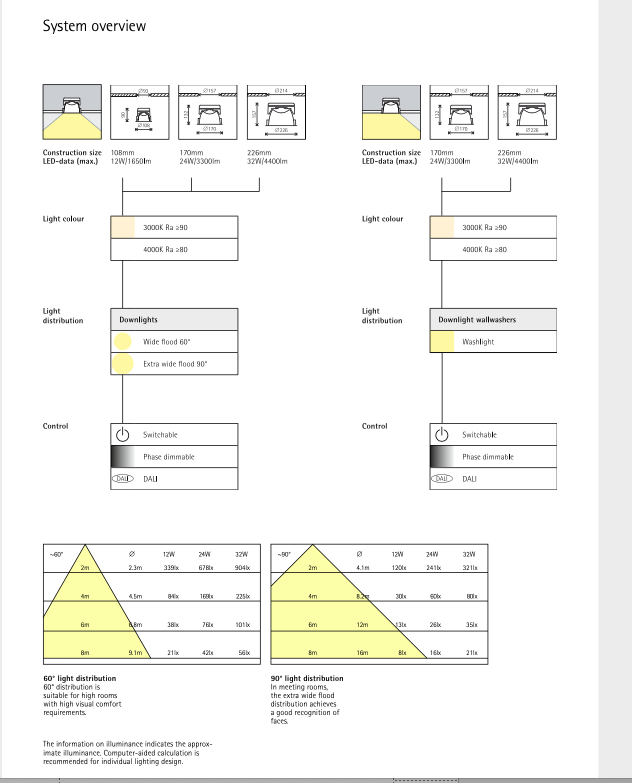 System overview
Ø90
Ø157
Ø214
Ø157
Ø214
90
132
157
132
157
Ø108
Ø170
Ø226
Ø170
Ø226
Construction size 108mm 170mm 226mm
LED-data (max.) 12W/1650lm 24W/3300lm 32W/4400lm
Construction size 170mm 226mm
LED-data (max.) 24W/3300lm 32W/4400lm
Light colour
3000K Ra ≥90
4000K Ra ≥80
Light colour
3000K Ra ≥90
4000K Ra ≥80
Light
distribution
Downlights
Wide flood 60°
Extra wide flood 90°
Light
distribution
Downlight wallwashers
Washlight
Control
Switchable
Phase dimmable
DALI DALI
Control
Switchable
Phase dimmable
DALI DALI
~60° Ø 12W 24W 32W
2m 2.3m 339lx 678lx 904lx
4m 4.5m 84lx 169lx 225lx
6m 6.8m 38lx 76lx 101lx
8m 9.1m 21lx 42lx 56lx
~90° Ø 12W 24W 32W
2m 4.1m 120lx 241lx 321lx
4m 8.2m 30lx 60lx 80lx
6m 12m 13lx 26lx 35lx
8m 16m 8lx 16lx 21lx
60° light distribution
60° distribution is
suitable for high rooms
with high visual comfort
requirements.
90° light distribution
In meeting rooms,
the extra wide flood
distribution achieves
a good recognition of
faces.
The information on illuminance indicates the approx-
imate illuminance. Computer-aided calculation is
recommended for individual lighting design.